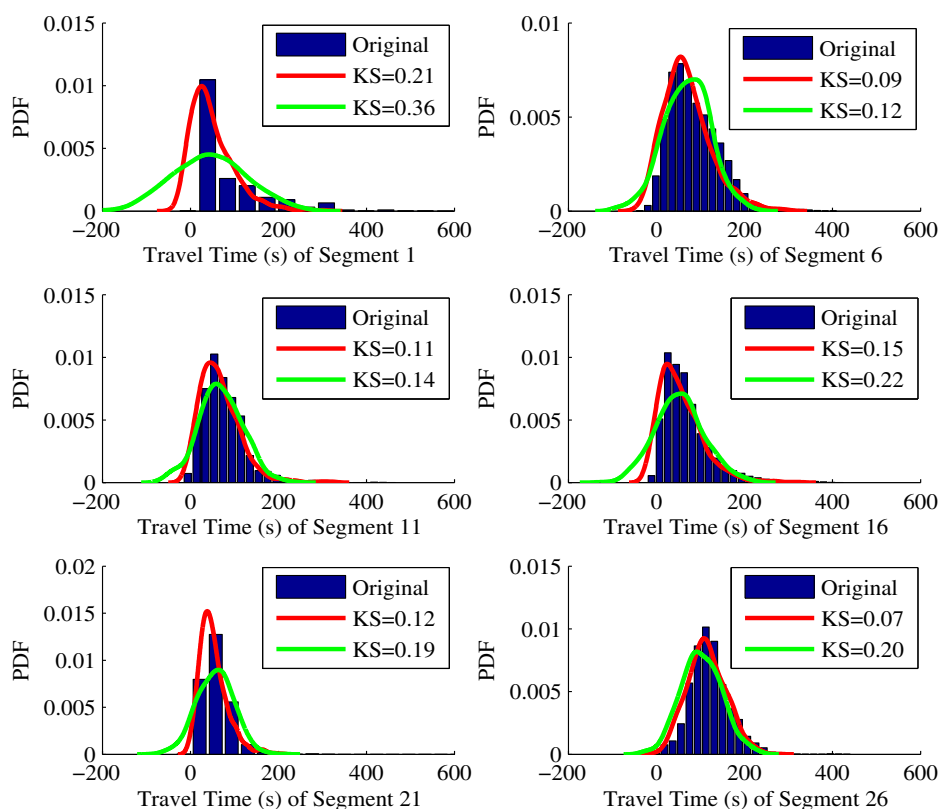 0.015
0.01
0.005
0
PDF
Original
KS=0.21
KS=0.36
−200 0 200 400 600
Travel Time (s) of Segment 1
0.01
0.005
0
PDF
Original
KS=0.09
KS=0.12
−200 0 200 400 600
Travel Time (s) of Segment 6
0.015
0.01
0.005
0
PDF
Original
KS=0.11
KS=0.14
−200 0 200 400 600
Travel Time (s) of Segment 11
0.015
0.01
0.005
0
PDF
Original
KS=0.15
KS=0.22
−200 0 200 400 600
Travel Time (s) of Segment 16
0.02
0.015
0.01
0.005
0
PDF
Original
KS=0.12
KS=0.19
−200 0 200 400 600
Travel Time (s) of Segment 21
0.015
0.01
0.005
0
PDF
Original
KS=0.07
KS=0.20
−200 0 200 400 600
Travel Time (s) of Segment 26